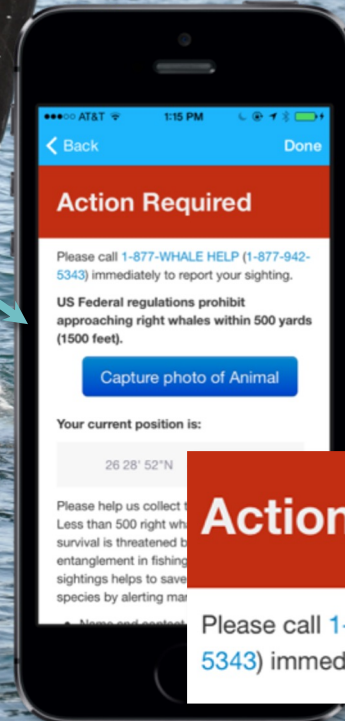 AT&T 1:15 PM
Back Done
Action Required
Please call 1-877-WHALE HELP (1-877-942-
5343) immediately to report your sighting.
US Federal regulations prohibit
approaching right whales within 500 yards
(1500 feet).
Capture photo of Animal
Your current position is:
26 28' 52"N
Please help us collect
Less than 500 right
survival is threatened
entanglement in fishing
sightings helps to save
species by alerting
Name and contact
Action
Please call 1-
5343)